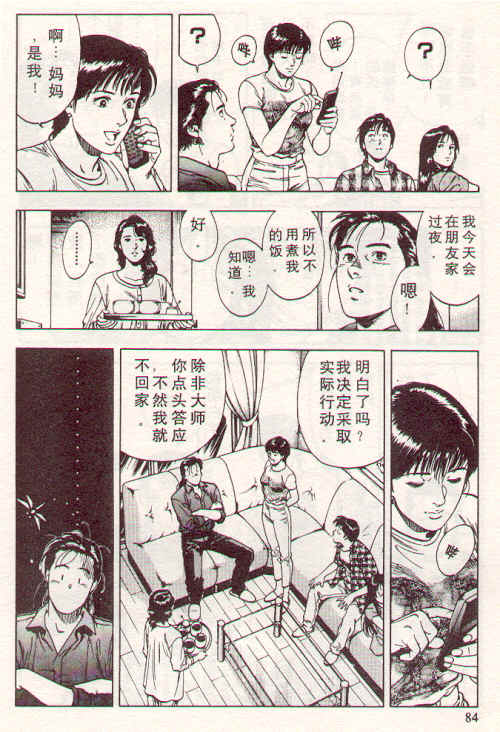 ？
哔
哔
？
啊…妈妈
，是我！
我今天会
在朋友家
过夜．
嗯！
所以不
用煮我
的饭．
嗯…我
知道．
好．
………
哔
明白了吗？
我决定采取
实际行动．
除非大师
你点头答应
，不然我就
不回家．
………………
84